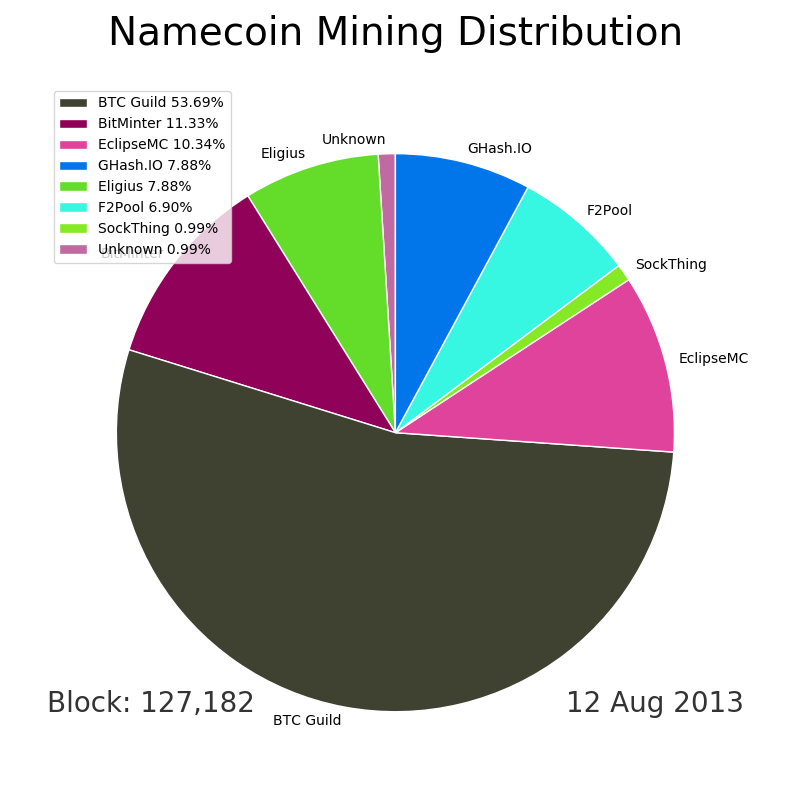 Namecoin Mining Distribution
BTC Guild 53.69%
BitMinter 11.33%
EclipseMC 10.34%
GHash.IO 7.88%
Eligius 7.88%
F2Pool 6.90%
SockThing 0.99%
Unknown 0.99%
BitMinter
Eligius
Unknown
GHash.IO
F2Pool
SockThing
EclipseMC
BTC Guild
Block: 127,182
12 Aug 2013